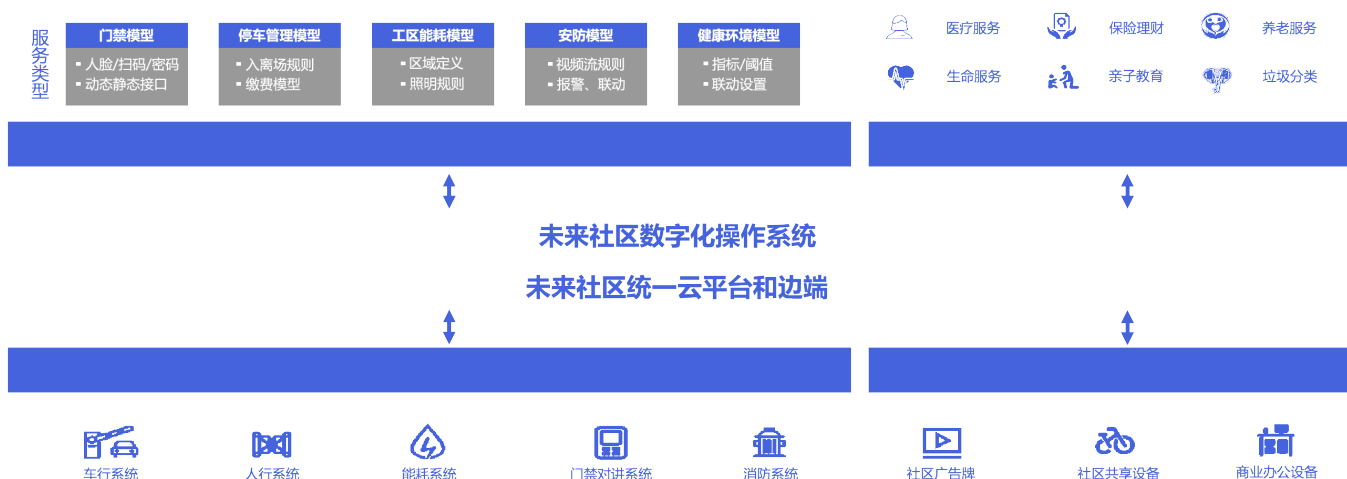 服务类型
门禁模型
▪ 人脸/扫码/密码
▪ 动态静态接口
停车管理模型
▪ 入离场规则
▪ 缴费模型
工区能耗模型
▪ 区域定义
▪ 照明规则
安防模型
▪ 视频流规则
▪ 报警、联动
健康环境模型
▪ 指标/阈值
▪ 联动设置
医疗服务
保险理财
养老服务
生命服务
亲子教育
垃圾分类
未来社区数字化操作系统
未来社区统一云平台和边端
车行系统
人行系统
能耗系统
门禁对讲系统
消防系统
社区广告牌
社区共享设备
商业办公设备